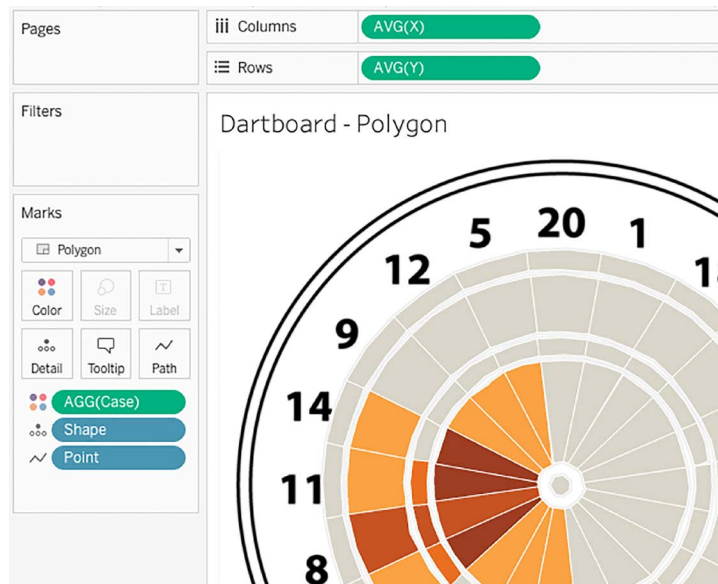 Pages
Columns
AVG(X)
Rows
AVG(Y)
Filters
Dartboard - Polygon
Marks
Polygon
Color
Size
Label
Detail
Tooltip
Path
AGG(Case)
Shape
Point
20
5
1
12
9
14
11
8